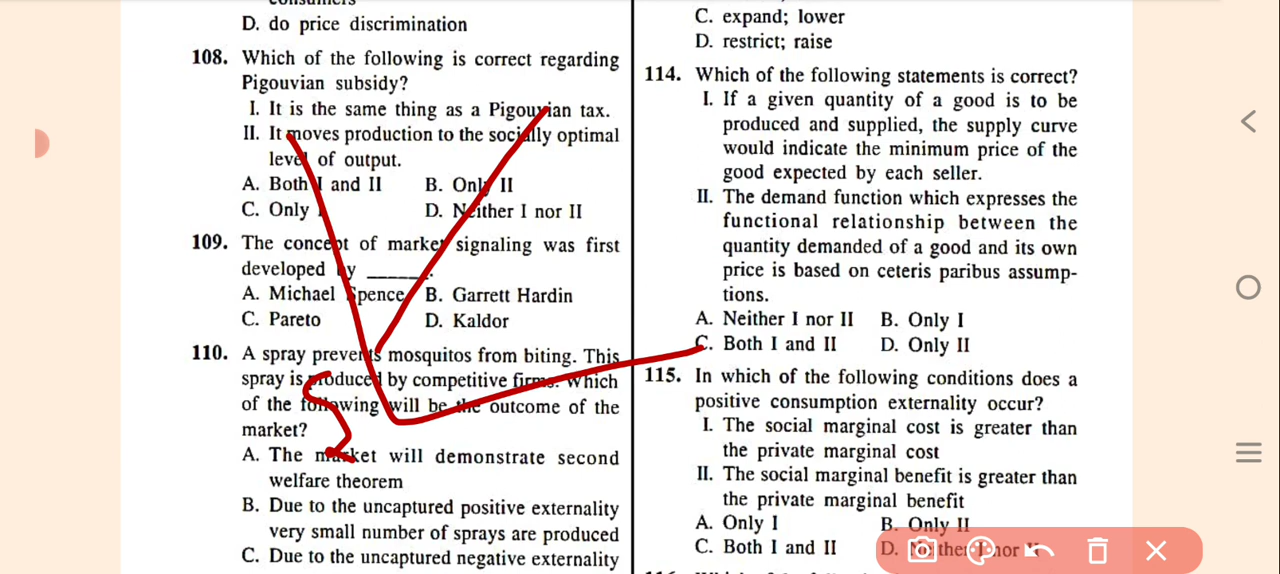 D. do price discrimination
108. Which of the following is correct regarding
Pigouvian subsidy?
I. It is the same thing as a Pigouvian tax.
II. It moves production to the socially optimal
level of output.
A. Both I and II B. Only II
C. Only I D. Neither I nor II
109. The concept of market signaling was first
developed by ______.
A. Michael Spence B. Garrett Hardin
C. Pareto D. Kaldor
110. A spray prevents mosquitos from biting. This
spray is produced by competitive firms. Which
of the following will be the outcome of the
market?
A. The market will demonstrate second
welfare theorem
B. Due to the uncaptured positive externality
very small number of sprays are produced
C. Due to the uncaptured negative externality
C. expand; lower
D. restrict; raise
114. Which of the following statements is correct?
I. If a given quantity of a good is to be
produced and supplied, the supply curve
would indicate the minimum price of the
good expected by each seller.
II. The demand function which expresses the
functional relationship between the
quantity demanded of a good and its own
price is based on ceteris paribus assump-
tions.
A. Neither I nor II B. Only I
C. Both I and II D. Only II
115. In which of the following conditions does a
positive consumption externality occur?
I. The social marginal cost is greater than
the private marginal cost
II. The social marginal benefit is greater than
the private marginal benefit
A. Only I B. Only II
C. Both I and II D. Neither I nor II